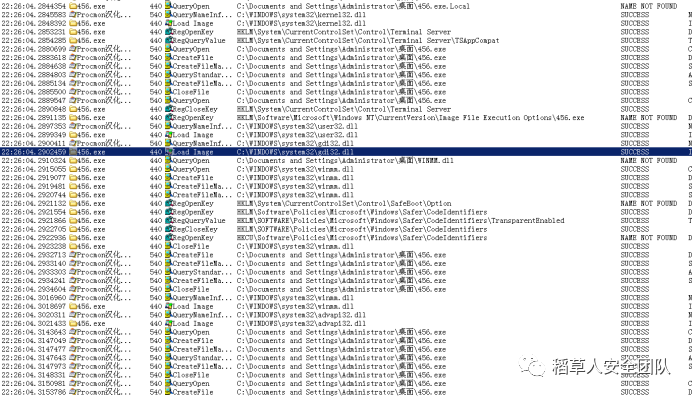 22:26:04.2844354 456.exe 440 QueryOpen C:\Documents and Settings\Administrator\桌面\456.exe.Local NAME NOT FOUND
22:26:04.2845583 Procmon汉化... 540 QueryNameInf... C:\WINDOWS\system32\kernel32.dll SUCCESS
22:26:04.2848392 456.exe 440 Load Image C:\WINDOWS\system32\kernel32.dll SUCCESS
22:26:04.2853231 456.exe 440 RegOpenKey HKLM\System\CurrentControlSet\Control\Terminal Server SUCCESS
22:26:04.2854285 456.exe 440 RegQueryValue HKLM\System\CurrentControlSet\Control\Terminal Server\TSAppCompat SUCCESS
22:26:04.2880699 Procmon汉化... 540 QueryOpen C:\Documents and Settings\Administrator\桌面\456.exe SUCCESS
22:26:04.2883618 Procmon汉化... 540 CreateFile C:\Documents and Settings\Administrator\桌面\456.exe SUCCESS
22:26:04.2884638 Procmon汉化... 540 CreateFileMa... C:\Documents and Settings\Administrator\桌面\456.exe SUCCESS
22:26:04.2884803 Procmon汉化... 540 QueryStandar... C:\Documents and Settings\Administrator\桌面\456.exe SUCCESS
22:26:04.2885134 Procmon汉化... 540 CreateFileMa... C:\Documents and Settings\Administrator\桌面\456.exe SUCCESS
22:26:04.2885500 Procmon汉化... 540 CloseFile C:\Documents and Settings\Administrator\桌面\456.exe SUCCESS
22:26:04.2889547 Procmon汉化... 540 QueryOpen C:\Documents and Settings\Administrator\桌面\456.exe SUCCESS
22:26:04.2890848 456.exe 440 RegCloseKey HKLM\System\CurrentControlSet\Control\Terminal Server SUCCESS
22:26:04.2891135 456.exe 440 RegOpenKey HKLM\Software\Microsoft\Windows NT\CurrentVersion\Image File Execution Options\456.exe NAME NOT FOUND
22:26:04.2897353 Procmon汉化... 540 QueryNameInf... C:\WINDOWS\system32\user32.dll SUCCESS
22:26:04.2899349 456.exe 440 Load Image C:\WINDOWS\system32\user32.dll SUCCESS
22:26:04.2900411 Procmon汉化... 540 QueryNameInf... C:\WINDOWS\system32\gdi32.dll SUCCESS
22:26:04.2902459 456.exe 440 Load Image C:\WINDOWS\system32\gdi32.dll SUCCESS
22:26:04.2910324 456.exe 440 QueryOpen C:\Documents and Settings\Administrator\桌面\WINMM.dll NAME NOT FOUND
22:26:04.2915055 456.exe 440 QueryOpen C:\WINDOWS\system32\winmm.dll SUCCESS
22:26:04.2919077 456.exe 440 CreateFile C:\WINDOWS\system32\winmm.dll SUCCESS
22:26:04.2919481 456.exe 440 CreateFileMa... C:\WINDOWS\system32\winmm.dll SUCCESS
22:26:04.2920744 456.exe 440 CreateFileMa... C:\WINDOWS\system32\winmm.dll SUCCESS
22:26:04.2921132 456.exe 440 RegOpenKey HKLM\System\CurrentControlSet\Control\SafeBoot\Option NAME NOT FOUND
22:26:04.2921554 456.exe 440 RegOpenKey HKLM\Software\Policies\Microsoft\Windows\Safer\CodeIdentifiers SUCCESS
22:26:04.2921866 456.exe 440 RegQueryValue HKLM\SOFTWARE\Policies\Microsoft\Windows\Safer\CodeIdentifiers\TransparentEnabled SUCCESS
22:26:04.2922705 456.exe 440 RegCloseKey HKLM\SOFTWARE\Policies\Microsoft\Windows\Safer\CodeIdentifiers SUCCESS
22:26:04.2922936 456.exe 440 RegOpenKey HKCU\Software\Policies\Microsoft\Windows\Safer\CodeIdentifiers NAME NOT FOUND
22:26:04.2923238 456.exe 440 CloseFile C:\WINDOWS\system32\winmm.dll SUCCESS
22:26:04.2932713 Procmon汉化... 540 CreateFile C:\Documents and Settings\Administrator\桌面\456.exe SUCCESS
22:26:04.2933140 Procmon汉化... 540 CreateFileMa... C:\Documents and Settings\Administrator\桌面\456.exe SUCCESS
22:26:04.2933303 Procmon汉化... 540 QueryStandar... C:\Documents and Settings\Administrator\桌面\456.exe SUCCESS
22:26:04.2934241 Procmon汉化... 540 CreateFileMa... C:\Documents and Settings\Administrator\桌面\456.exe SUCCESS
22:26:04.2934604 Procmon汉化... 540 CloseFile C:\Documents and Settings\Administrator\桌面\456.exe SUCCESS
22:26:04.3016960 Procmon汉化... 540 QueryNameInf... C:\WINDOWS\system32\winmm.dll SUCCESS
22:26:04.3018697 456.exe 440 Load Image C:\WINDOWS\system32\winmm.dll SUCCESS
22:26:04.3020311 Procmon汉化... 540 QueryNameInf... C:\WINDOWS\system32\advapi32.dll SUCCESS
22:26:04.3021433 456.exe 440 Load Image C:\WINDOWS\system32\advapi32.dll SUCCESS
22:26:04.3143643 Procmon汉化... 540 QueryOpen C:\Documents and Settings\Administrator\桌面\456.exe SUCCESS
22:26:04.3147049 Procmon汉化... 540 CreateFile C:\Documents and Settings\Administrator\桌面\456.exe SUCCESS
22:26:04.3147477 Procmon汉化... 540 CreateFileMa... C:\Documents and Settings\Administrator\桌面\456.exe SUCCESS
22:26:04.3147643 Procmon汉化... 540 QueryStandar... C:\Documents and Settings\Administrator\桌面\456.exe SUCCESS
22:26:04.3147973 Procmon汉化... 540 CreateFileMa... C:\Documents and Settings\Administrator\桌面\456.exe
22:26:04.3148331 Procmon汉化... 540 CloseFile C:\Documents and Settings\Administrator\桌面\456.exe
22:26:04.3150981 Procmon汉化... 540 QueryOpen C:\Documents and Settings\Administrator\桌面\456.exe SUCCESS
22:26:04.3153786 Procmon汉化... 540 CreateFile C:\Documents and Settings\Administrator\桌面\456.exe SUCCESS
稻草人安全团队